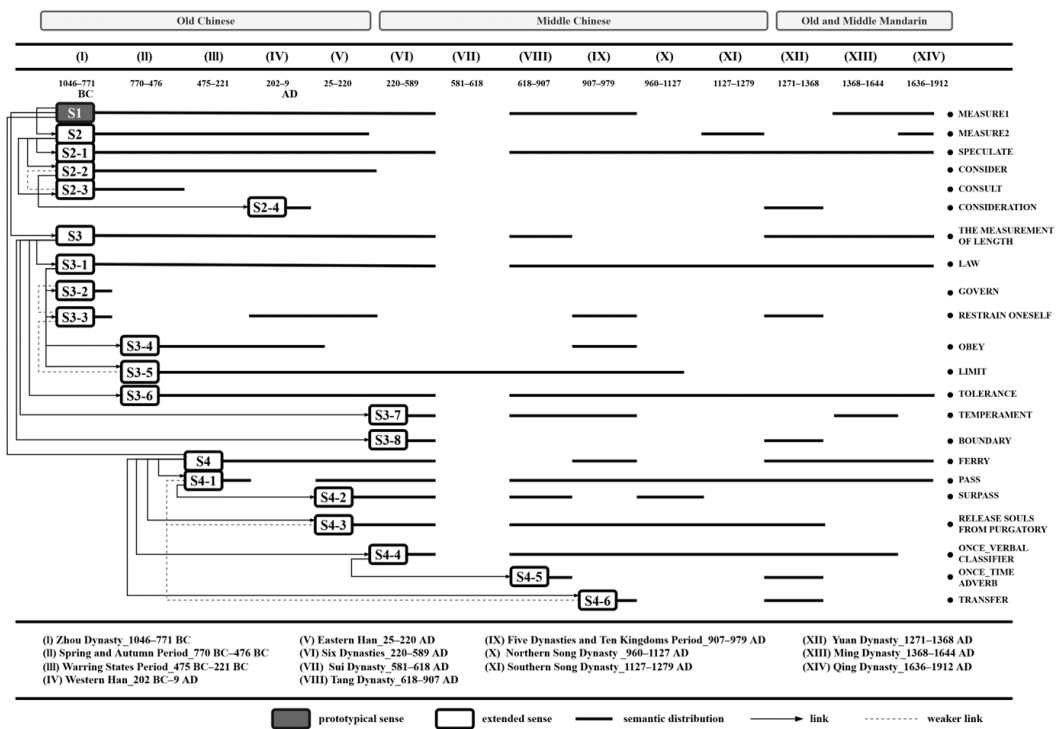 Old Chinese
Middle Chinese
Old and Middle Mandarin
(I) (ll) (lll) (IV) (V) (VI) (VII) (VIII) (IX) (X) (XI) (XII) (XIII) (XIV)
1046–771 BC 770–476 475–221 202–9 AD 25–220 220–589 581–618 618–907 907–979 960–1127 1127–1279 1271–1368 1368–1644 1636–1912
S1 ● MEASURE1
S2 ● MEASURE2
S2-1 ● SPECULATE
S2-2 ● CONSIDER
S2-3 ● CONSULT
S2-4 ● CONSIDERATION
S3 ● THE MEASUREMENT
OF LENGTH
S3-1 ● LAW
S3-2 ● GOVERN
S3-3 ● RESTRAIN ONESELF
S3-4 ● OBEY
S3-5 ● LIMIT
S3-6 ● TOLERANCE
S3-7 ● TEMPERAMENT
S3-8 ● BOUNDARY
S4 ● FERRY
S4-1 ● PASS
S4-2 ● SURPASS
S4-3 ● RELEASE SOULS
FROM PURGATORY
S4-4 ● ONCE_VERBAL
CLASSIFIER
S4-5 ● ONCE_TIME
ADVERB
S4-6 ● TRANSFER
(l) Zhou Dynasty_1046–771 BC (V) Eastern Han_25–220 AD (IX) Five Dynasties and Ten Kingdoms Period_907–979 AD (XII) Yuan Dynasty_1271–1368 AD
(ll) Spring and Autumn Period_770 BC–476 BC (VI) Six Dynasties_220–589 AD (X) Northern Song Dynasty _960–1127 AD (XIII) Ming Dynasty_1368–1644 AD
(lll) Warring States Period_475 BC–221 BC (VII) Sui Dynasty_581–618 AD (XI) Southern Song Dynasty_1127–1279 AD (XIV) Qing Dynasty_1636–1912 AD
(IV) Western Han_202 BC–9 AD (VIII) Tang Dynasty_618–907 AD
prototypical sense extended sense semantic distribution link weaker link